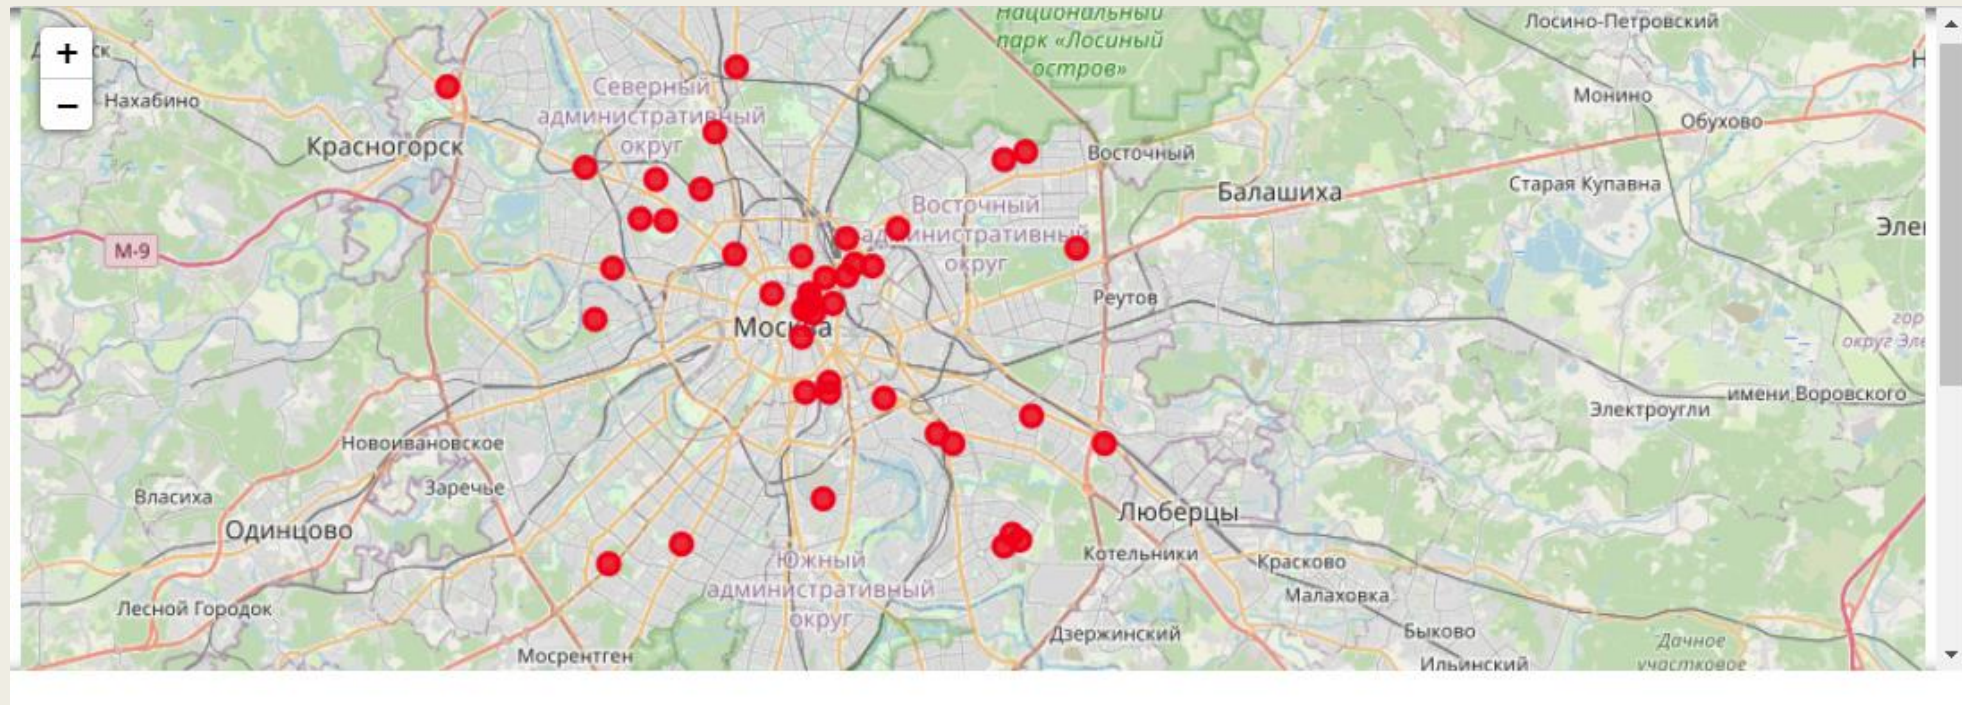 Национальный
парк «Лосиный
остров»
Лосино-Петровский
+
−
Нахабино
Северный
административный
округ
Монино
Обухово
Красногорск
Восточный
Балашиха
Старая Купавна
Восточный
административный
округ
М-9
Реутов
Москва
имени Воровского
Электроугли
Новоивановское
Заречье
Власиха
Одинцово
Люберцы
Котельники
Красково
Южный
административный
округ
Малаховка
Лесной Городок
Дзержинский
Быково
Дачное
участковое
Мосрентген
Ильинский